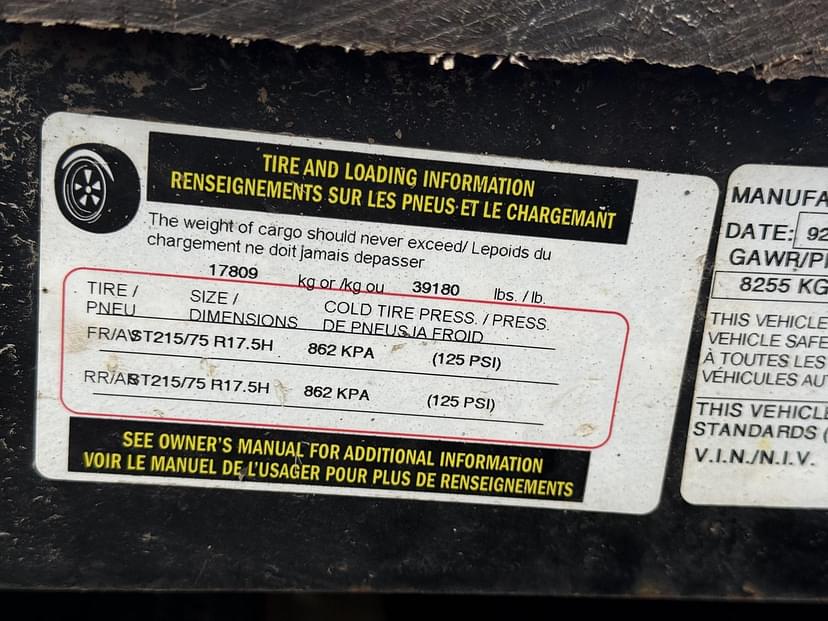 TIRE AND LOADING INFORMATION
RENSEIGNEMENTS SUR LES PNEUS ET LE CHARGEMANT
The weight of cargo should never exceed/ Lepoids du
chargement ne doit jamais depasser
17809 kg or /kg ou 39180 lbs. / lb.
TIRE / SIZE / COLD TIRE PRESS. / PRESS.
PNEU DIMENSIONS DE PNEUS A FROID
FR/AV ST215/75 R17.5H 862 KPA (125 PSI)
RR/AR ST215/75 R17.5H 862 KPA (125 PSI)
SEE OWNER'S MANUAL FOR ADDITIONAL INFORMATION
VOIR LE MANUEL DE L'USAGER POUR PLUS DE RENSEIGNEMENTS
MANUFA
DATE: 92
GAWR/P
8255 KG
THIS VEHICLE
VEHICLE SAFE
À TOUTES LES
VÉHICULES AU
THIS VEHICLE
STANDARDS (
V.I.N./N.I.V.